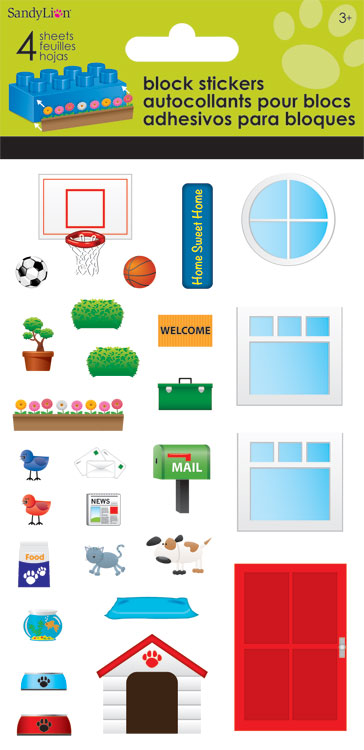 SandyLion
3+
4 sheets
feuilles
hojas
block stickers
autocollants pour blocs
adhesivos para bloques
Home Sweet Home
WELCOME
MAIL
NEWS
Food